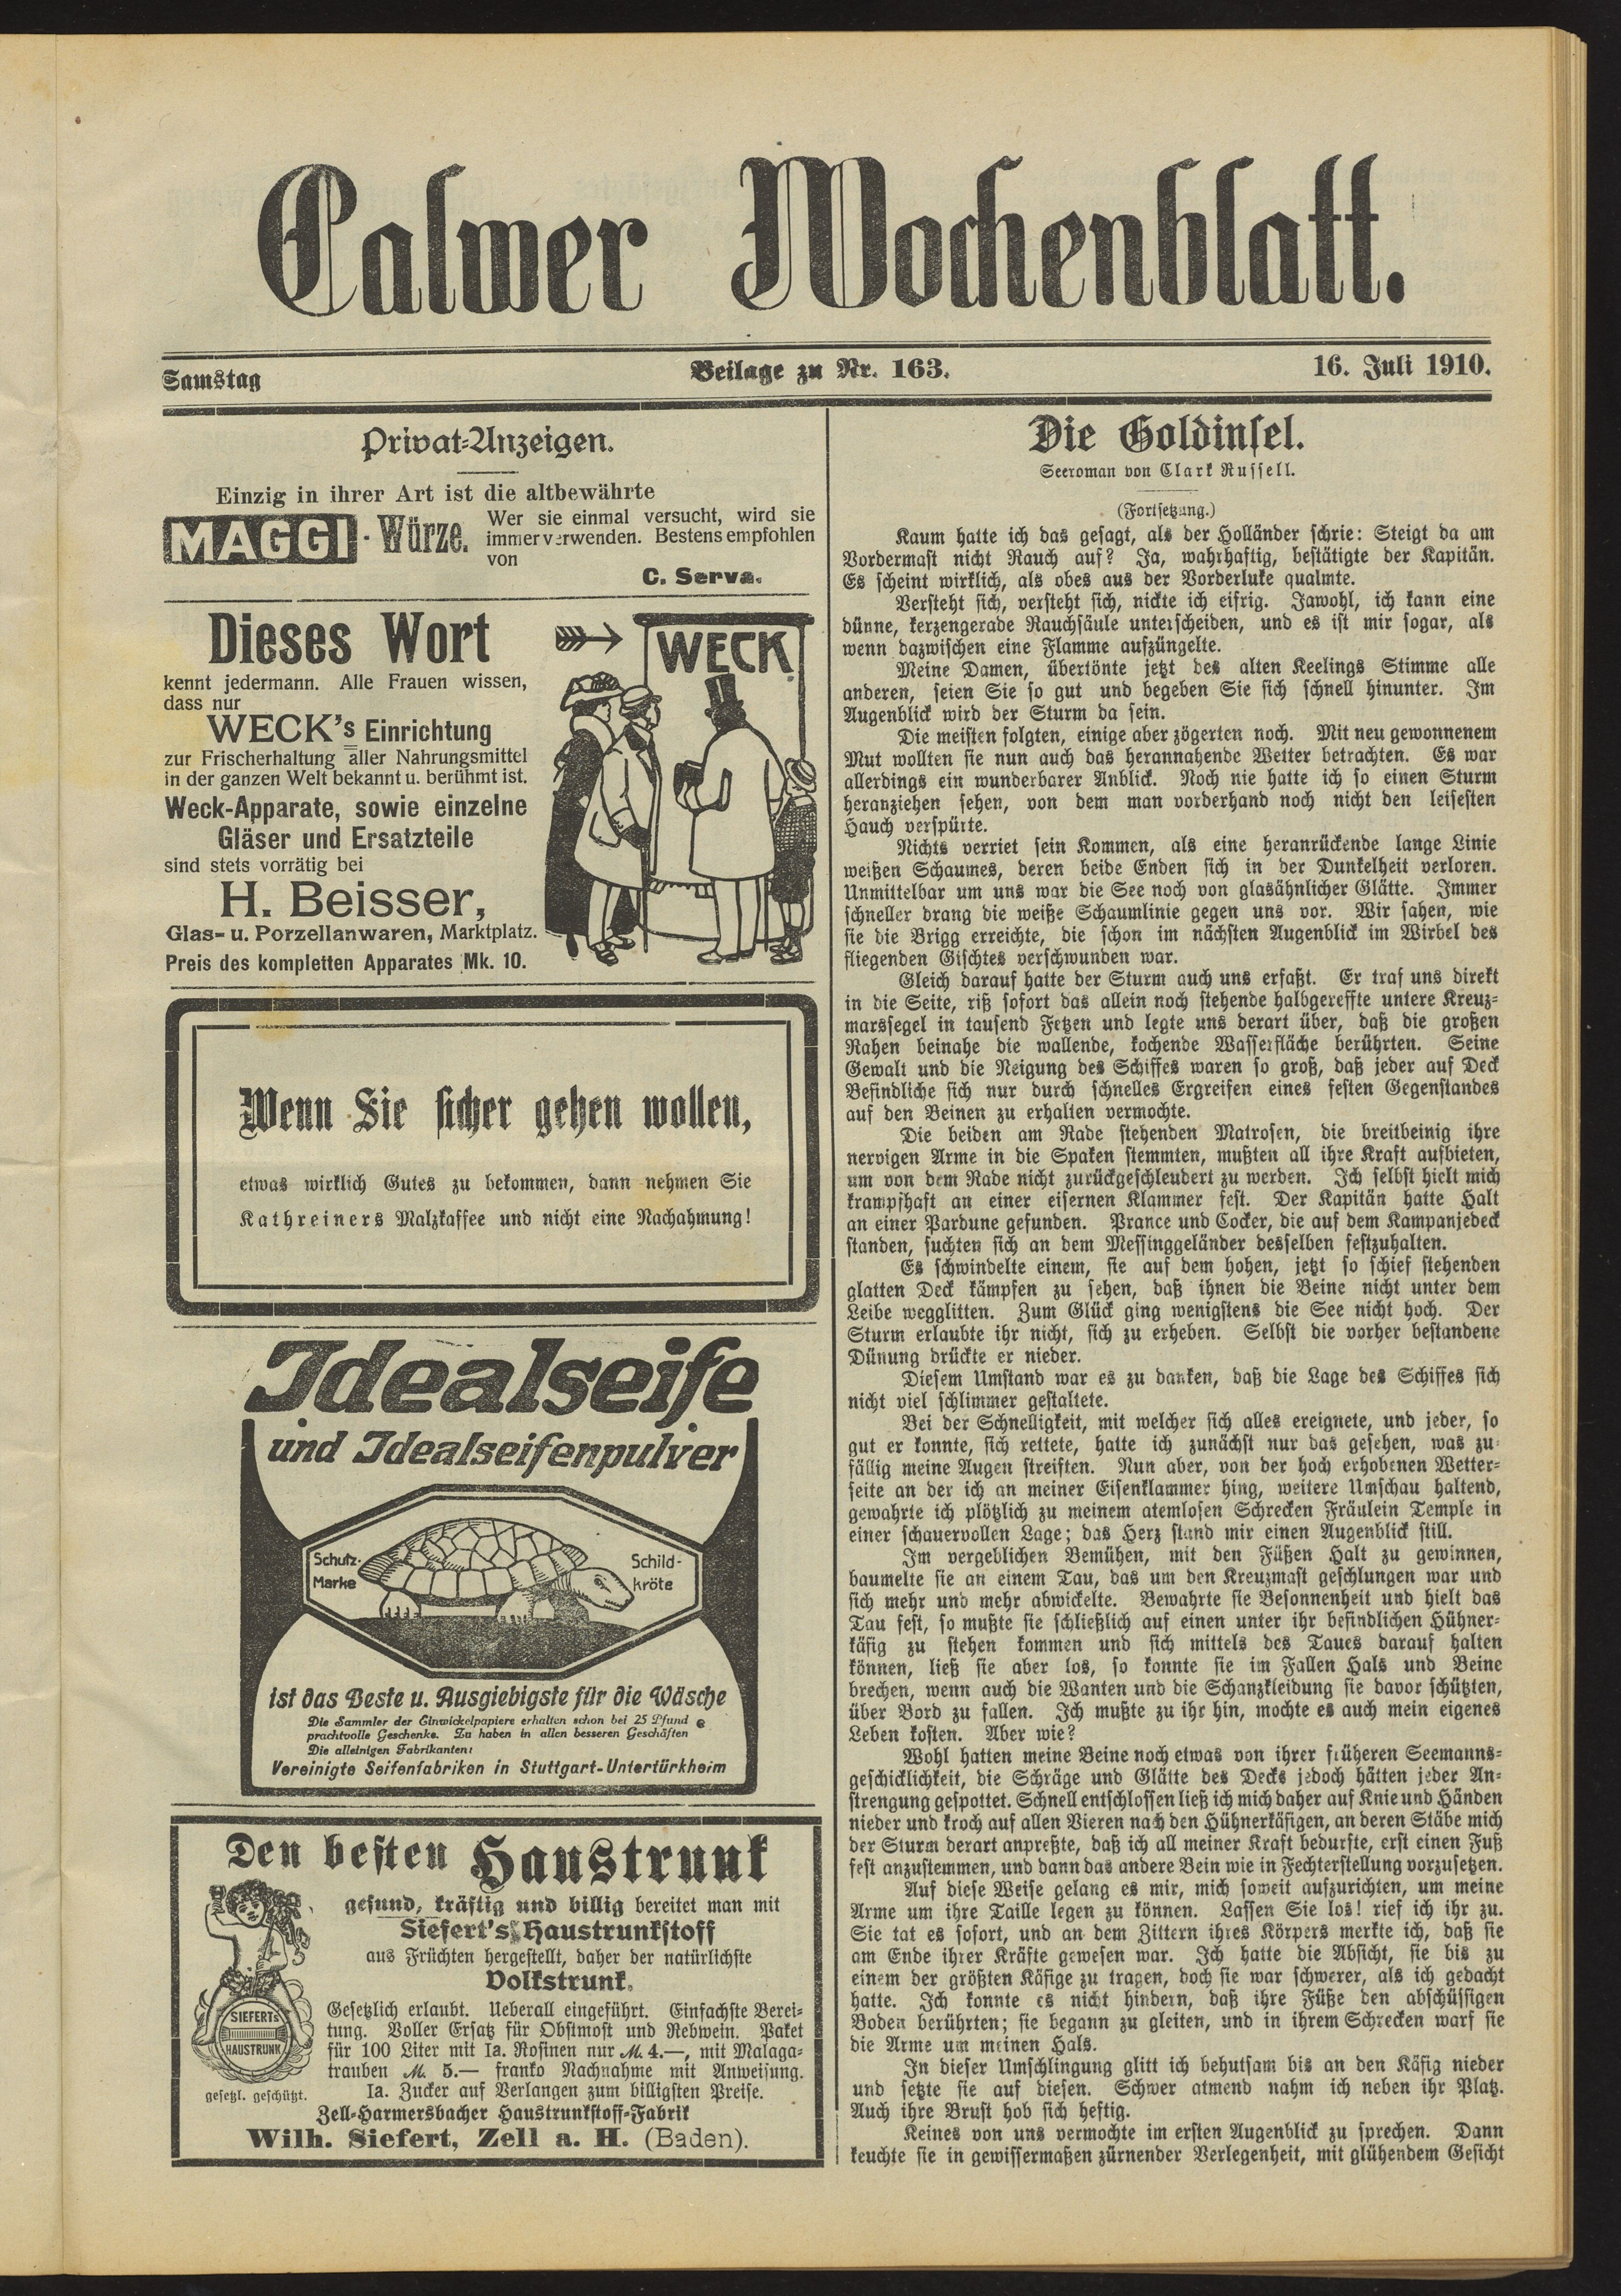 Calwer Wochenblatt.
Samstag
Beilage zu Nr. 163.
16. Juli 1910.
Privat-Anzeigen.
Einzig in ihrer Art ist die altbewährte
MAGGI-Würze.
Wer sie einmal versucht, wird sie
immer verwenden. Bestens empfohlen
von
C. Serva.
Dieses Wort
WECK
kennt jedermann. Alle Frauen wissen,
dass nur
WECK's Einrichtung
zur Frischerhaltung aller Nahrungsmittel
in der ganzen Welt bekannt u. berühmt ist.
Weck-Apparate, sowie einzelne
Gläser und Ersatzteile
sind stets vorrätig bei
H. Beisser,
Glas- u. Porzellanwaren, Marktplatz.
Preis des kompletten Apparates Mk. 10.
Wenn Sie sicher gehen wollen,
etwas wirklich Gutes zu bekommen, dann nehmen Sie
Kathreiners Malzkaffee und nicht eine Nachahmung!
Idealseife
und Idealseifenpulver
Schutz-
Marke
Schild-
kröte
ist das Beste u. Ausgiebigste für die Wäsche
Die Sammler der Einwickelpapiere erhalten schon bei 25 Pfund
prachtvolle Geschenke. Zu haben in allen besseren Geschäften
Die alleinigen Fabrikanten:
Vereinigte Seifenfabriken in Stuttgart-Untertürkheim
Den besten Haustrunk
gesund, kräftig und billig bereitet man mit
Siefert's Haustrunkstoff
aus Früchten hergestellt, daher der natürlichste
Volkstrunk.
Gesetzlich erlaubt. Ueberall eingeführt. Einfachste Berei-
tung. Voller Ersatz für Obstmost und Rebwein. Paket
für 100 Liter mit Ia. Rosinen nur M. 4.—, mit Malaga-
trauben M. 5.— franko Nachnahme mit Anweisung.
Ia. Zucker auf Verlangen zum billigsten Preise.
SIEFERTs
HAUSTRUNK
gesetzl. geschützt.
Zell-Harmersbacher Haustrunkstoff-Fabrik
Wilh. Siefert, Zell a. H. (Baden).
Die Goldinsel.
Seeroman von Clark Russell.
(Fortsetzung.)
Kaum hatte ich das gesagt, als der Holländer schrie: Steigt da am
Vordermast nicht Rauch auf? Ja, wahrhaftig, bestätigte der Kapitän.
Es scheint wirklich, als obes aus der Vorderluke qualmte.
Versteht sich, versteht sich, nickte ich eifrig. Jawohl, ich kann eine
dünne, kerzengerade Rauchsäule unterscheiden, und es ist mir sogar, als
wenn dazwischen eine Flamme aufzüngelte.
Meine Damen, übertönte jetzt des alten Keelings Stimme alle
anderen, seien Sie so gut und begeben Sie sich schnell hinunter. Im
Augenblick wird der Sturm da sein.
Die meisten folgten, einige aber zögerten noch. Mit neu gewonnenem
Mut wollten sie nun auch das herannahende Wetter betrachten. Es war
allerdings ein wunderbarer Anblick. Noch nie hatte ich so einen Sturm
heranziehen sehen, von dem man vorderhand noch nicht den leisesten
Hauch verspürte.
Nichts verriet sein Kommen, als eine heranrückende lange Linie
weißen Schaumes, deren beide Enden sich in der Dunkelheit verloren.
Unmittelbar um uns war die See noch von glasähnlicher Glätte. Immer
schneller drang die weiße Schaumlinie gegen uns vor. Wir sahen, wie
sie die Brigg erreichte, die schon im nächsten Augenblick im Wirbel des
fliegenden Gischtes verschwunden war.
Gleich darauf hatte der Sturm auch uns erfaßt. Er traf uns direkt
in die Seite, riß sofort das allein noch stehende halbgereffte untere Kreuz-
marssegel in tausend Fetzen und legte uns derart über, daß die großen
Rahen beinahe die wallende, kochende Wasserfläche berührten. Seine
Gewalt und die Neigung des Schiffes waren so groß, daß jeder auf Deck
Befindliche sich nur durch schnelles Ergreifen eines festen Gegenstandes
auf den Beinen zu erhalten vermochte.
Die beiden am Rade stehenden Matrosen, die breitbeinig ihre
nervigen Arme in die Spaken stemmten, mußten all ihre Kraft aufbieten,
um von dem Rade nicht zurückgeschleudert zu werden. Ich selbst hielt mich
krampfhaft an einer eisernen Klammer fest. Der Kapitän hatte Halt
an einer Pardune gefunden. Prance und Cocker, die auf dem Kampanjedeck
standen, suchten sich an dem Messinggeländer desselben festzuhalten.
Es schwindelte einem, sie auf dem hohen, jetzt so schief stehenden
glatten Deck kämpfen zu sehen, daß ihnen die Beine nicht unter dem
Leibe wegglitten. Zum Glück ging wenigstens die See nicht hoch. Der
Sturm erlaubte ihr nicht, sich zu erheben. Selbst die vorher bestandene
Dünung drückte er nieder.
Diesem Umstand war es zu danken, daß die Lage des Schiffes sich
nicht viel schlimmer gestaltete.
Bei der Schnelligkeit, mit welcher sich alles ereignete, und jeder, so
gut er konnte, sich rettete, hatte ich zunächst nur das gesehen, was zu-
fällig meine Augen streiften. Nun aber, von der hoch erhobenen Wetter-
seite an der ich an meiner Eisenklammer hing, weitere Umschau haltend,
gewahrte ich plötzlich zu meinem atemlosen Schrecken Fräulein Temple in
einer schauervollen Lage; das Herz stand mir einen Augenblick still.
Im vergeblichen Bemühen, mit den Füßen Halt zu gewinnen,
baumelte sie an einem Tau, das um den Kreuzmast geschlungen war und
sich mehr und mehr abwickelte. Bewahrte sie Besonnenheit und hielt das
Tau fest, so mußte sie schließlich auf einen unter ihr befindlichen Hühner-
käfig zu stehen kommen und sich mittels des Taues darauf halten
können, ließ sie aber los, so konnte sie im Fallen Hals und Beine
brechen, wenn auch die Wanten und die Schanzkleidung sie davor schützten,
über Bord zu fallen. Ich mußte zu ihr hin, mochte es auch mein eigenes
Leben kosten. Aber wie?
Wohl hatten meine Beine noch etwas von ihrer früheren Seemanns-
geschicklichkeit, die Schräge und Glätte des Decks jedoch hätten jeder An-
strengung gespottet. Schnell entschlossen ließ ich mich daher auf Knie und Händen
nieder und kroch auf allen Vieren nach den Hühnerkäfigen, an deren Stäbe mich
der Sturm derart anpreßte, daß ich all meiner Kraft bedurfte, erst einen Fuß
fest anzustemmen, und dann das andere Bein wie in Fechterstellung vorzusetzen.
Auf diese Weise gelang es mir, mich soweit aufzurichten, um meine
Arme um ihre Taille legen zu können. Lassen Sie los! rief ich ihr zu.
Sie tat es sofort, und an dem Zittern ihres Körpers merkte ich, daß sie
am Ende ihrer Kräfte gewesen war. Ich hatte die Absicht, sie bis zu
einem der größten Käfige zu tragen, doch sie war schwerer, als ich gedacht
hatte. Ich konnte es nicht hindern, daß ihre Füße den abschüssigen
Boden berührten; sie begann zu gleiten, und in ihrem Schrecken warf sie
die Arme um meinen Hals.
In dieser Umschlingung glitt ich behutsam bis an den Käfig nieder
und setzte sie auf diesen. Schwer atmend nahm ich neben ihr Platz.
Auch ihre Brust hob sich heftig.
Keines von uns vermochte im ersten Augenblick zu sprechen. Dann
keuchte sie in gewissermaßen zürnender Verlegenheit, mit glühendem Gesicht